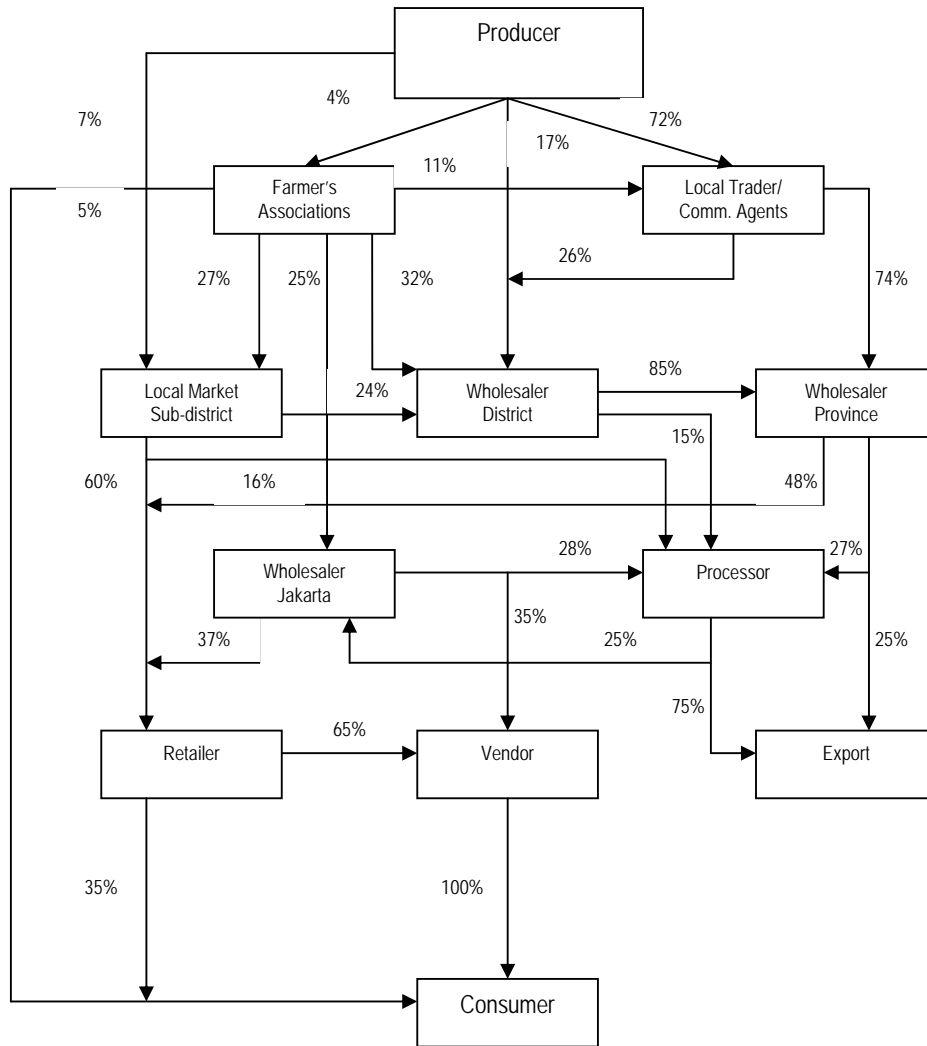 Producer
4%
7%
72%
17%
11%
Farmer's
Associations
Local Trader/
Comm. Agents
5%
26%
27%
25%
32%
74%
85%
Local Market
Sub-district
24%
Wholesaler
District
Wholesaler
Province
15%
60%
16%
48%
28%
27%
Wholesaler
Jakarta
Processor
35%
37%
25%
25%
75%
65%
Retailer
Vendor
Export
35%
100%
Consumer